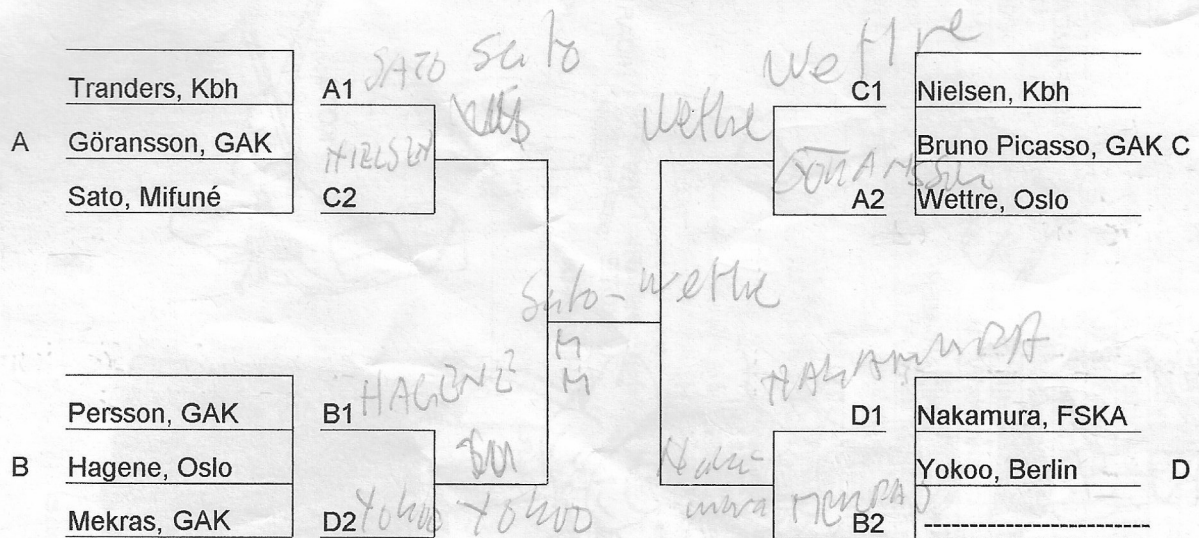 SATO Sato
Wettre
Tranders, Kbh A1
C1 Nielsen, Kbh
Wettre
A Göransson, GAK
NIELSEN
Bruno Picasso, GAK C
GÖRANSSON
Sato, Mifuné C2
A2 Wettre, Oslo
Sato - Wettre
M
M
HAGENE
NAKAMURA
Persson, GAK B1
D1 Nakamura, FSKA
B Hagene, Oslo
Naka-
mura
Yokoo, Berlin D
Mekras, GAK D2 Yokoo Yokoo
MEKRAS
B2 -------------------------